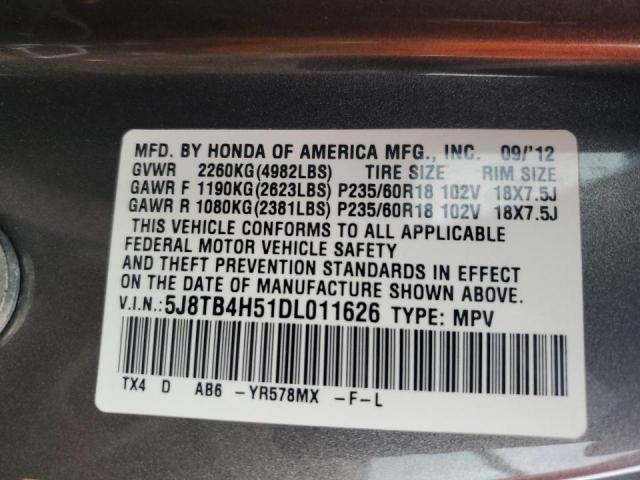 MFD. BY HONDA OF AMERICA MFG., INC. 09/'12
GVWR 2260KG(4982LBS) TIRE SIZE RIM SIZE
GAWR F 1190KG(2623LBS) P235/60R18 102V 18X7.5J
GAWR R 1080KG(2381LBS) P235/60R18 102V 18X7.5J
THIS VEHICLE CONFORMS TO ALL APPLICABLE
FEDERAL MOTOR VEHICLE SAFETY
AND THEFT PREVENTION STANDARDS IN EFFECT
ON THE DATE OF MANUFACTURE SHOWN ABOVE.
V.I.N.: 5J8TB4H51DL011626 TYPE: MPV
TX4 D AB6 -YR578MX -F-L